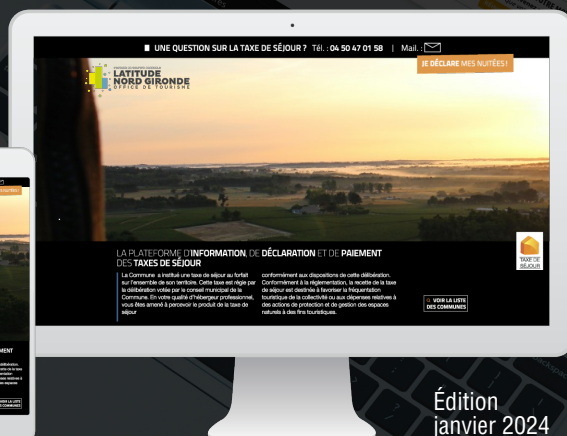 UNE QUESTION SUR LA TAXE DE SÉJOUR ? Tél. : 04 50 47 01 58 | Mail. :
JE DÉCLARE MES NUITÉES !
LATITUDE
NORD GIRONDE
OFFICE DE TOURISME
LA PLATEFORME D'INFORMATION, DE DÉCLARATION ET DE PAIEMENT
DES TAXES DE SÉJOUR
La Commune a institué une taxe de séjour au forfait
sur l'ensemble de son territoire. Cette taxe est régie par
la délibération votée par le conseil municipal de la
Commune. En votre qualité d'hébergeur professionnel,
vous êtes amené à percevoir le produit de la taxe de
séjour
conformément aux dispositions de cette délibération.
Conformément à la règlementation, la recette de la taxe
de séjour est destinée à favoriser la fréquentation
touristique de la collectivité ou aux dépenses relatives à
des actions de protection et de gestion des espaces
naturels à des fins touristiques.
TAXE DE
SÉJOUR
VOIR LA LISTE
DES COMMUNES
Édition
janvier 2024